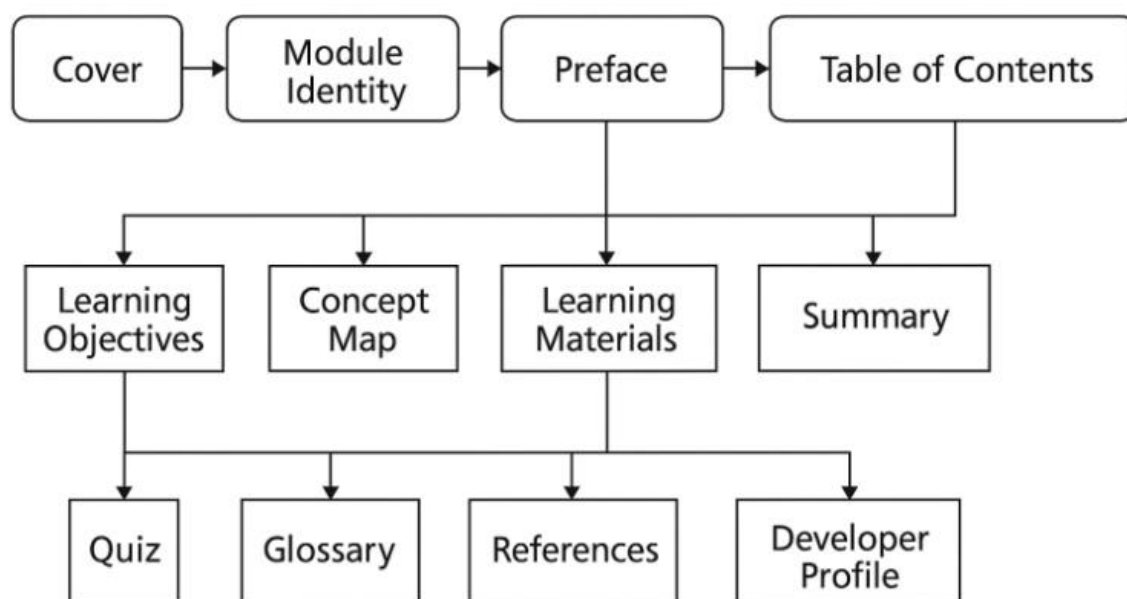 Cover
Module
Identity
Preface
Table of Contents
Learning
Objectives
Concept
Map
Learning
Materials
Summary
Quiz
Glossary
References
Developer
Profile